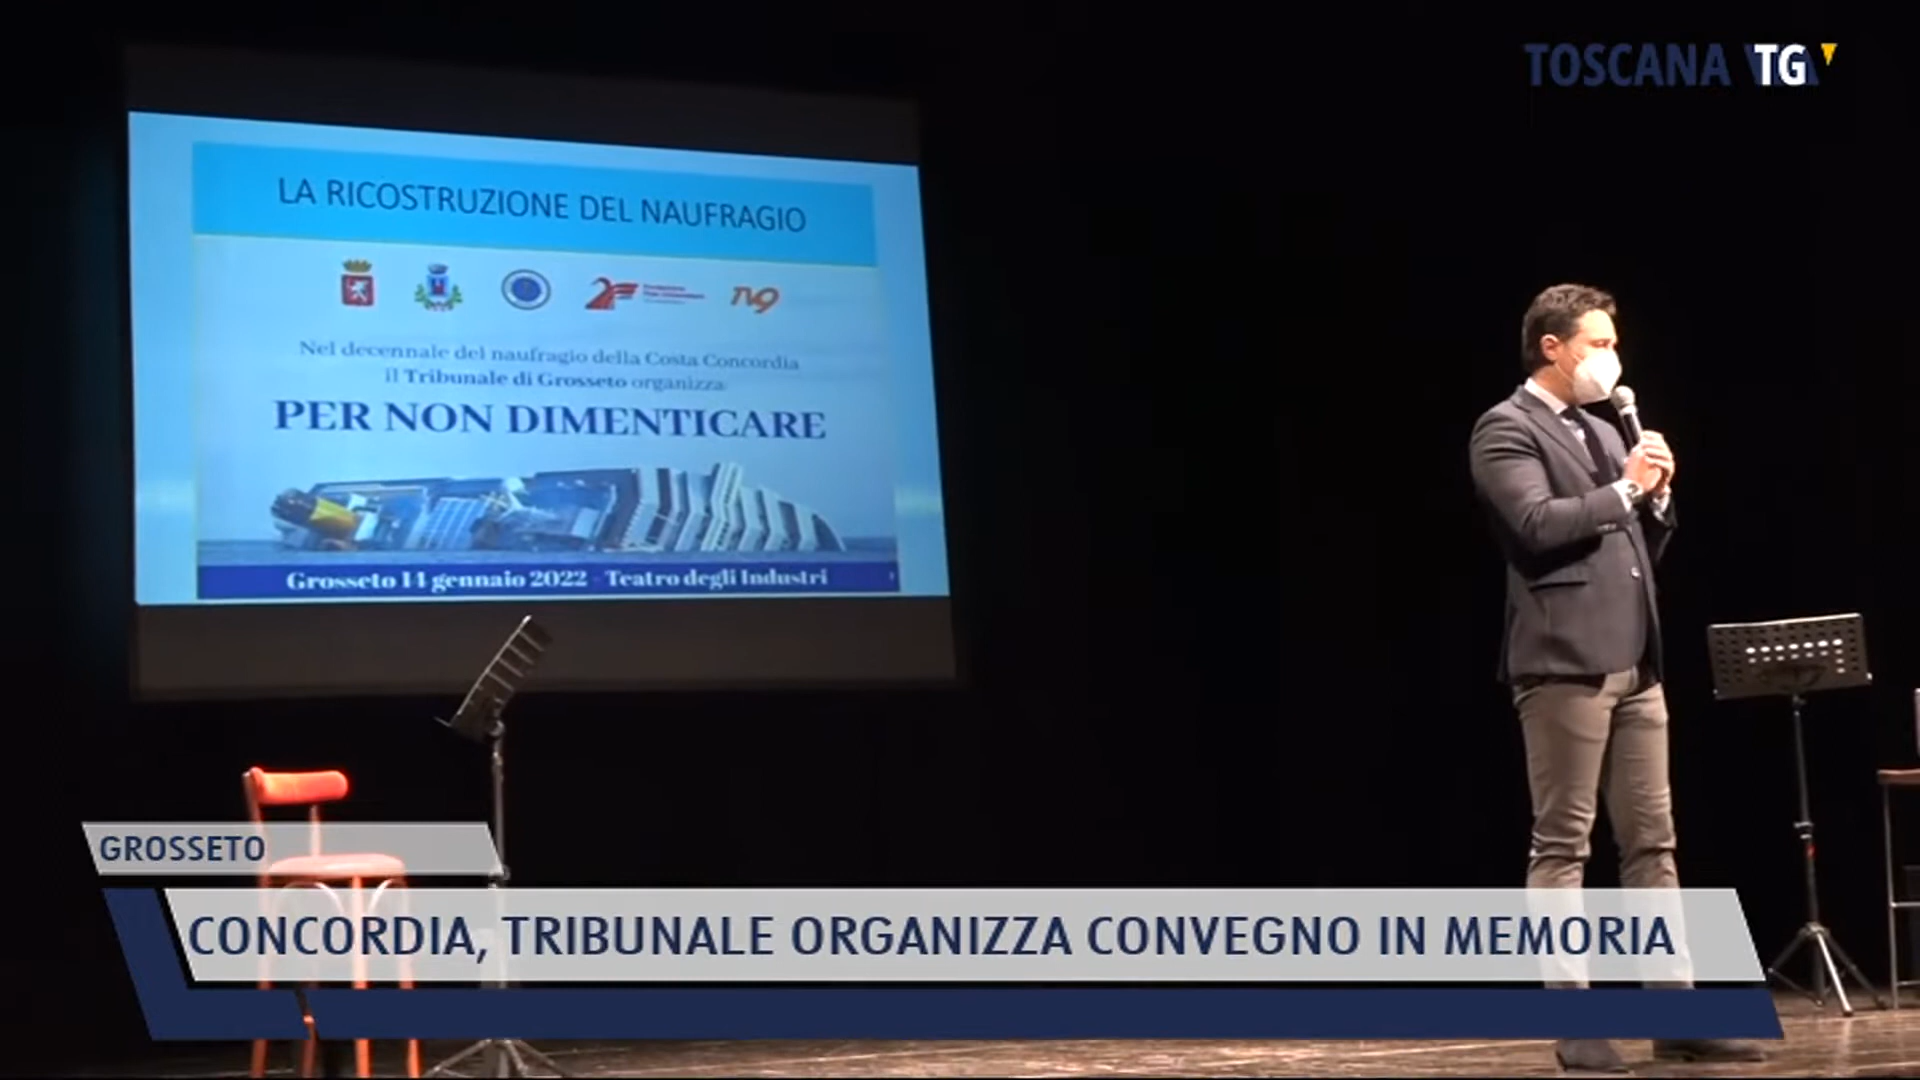 TOSCANA TG
LA RICOSTRUZIONE DEL NAUFRAGIO
TV9
Nel decennale del naufragio della Costa Concordia
il Tribunale di Grosseto organizza
PER NON DIMENTICARE
Grosseto 14 gennaio 2022 - Teatro degli Industri
GROSSETO
CONCORDIA, TRIBUNALE ORGANIZZA CONVEGNO IN MEMORIA